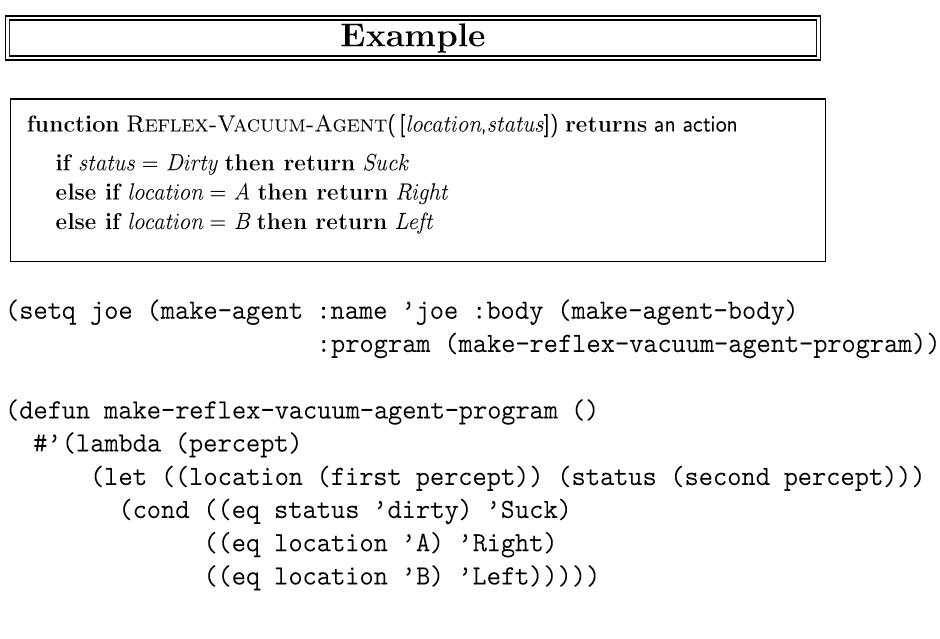 Example
function REFLEX-VACUUM-AGENT( [location,status]) returns an action
if status = Dirty then return Suck
else if location = A then return Right
else if location = B then return Left
(setq joe (make-agent :name ’joe :body (make-agent-body)
:program (make-reflex-vacuum-agent-program))
(defun make-reflex-vacuum-agent-program ()
#’(lambda (percept)
(let ((location (first percept)) (status (second percept)))
(cond ((eq status ’dirty) ’Suck)
((eq location ’A) ’Right)
((eq location ’B) ’Left)))))